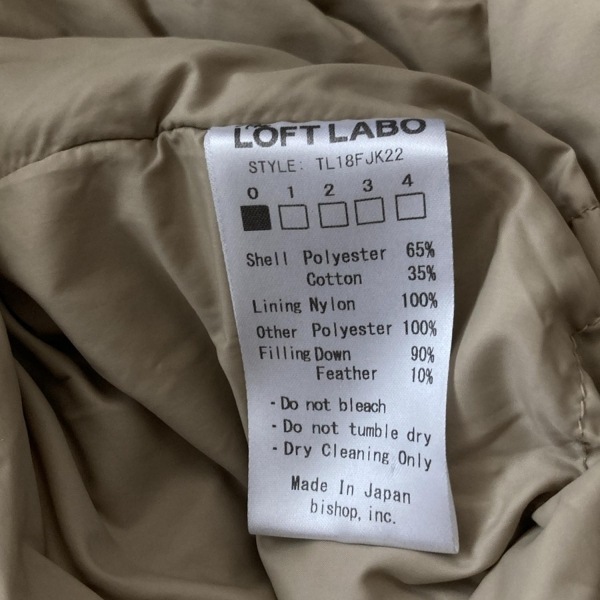 LOFT LABO
STYLE: TL18FJK22
0 1 2 3 4
Shell Polyester 65%
Cotton 35%
Lining Nylon 100%
Other Polyester 100%
Filling Down 90%
Feather 10%
・Do not bleach
・Do not tumble dry
・Dry Cleaning Only
Made In Japan
bishop, inc.